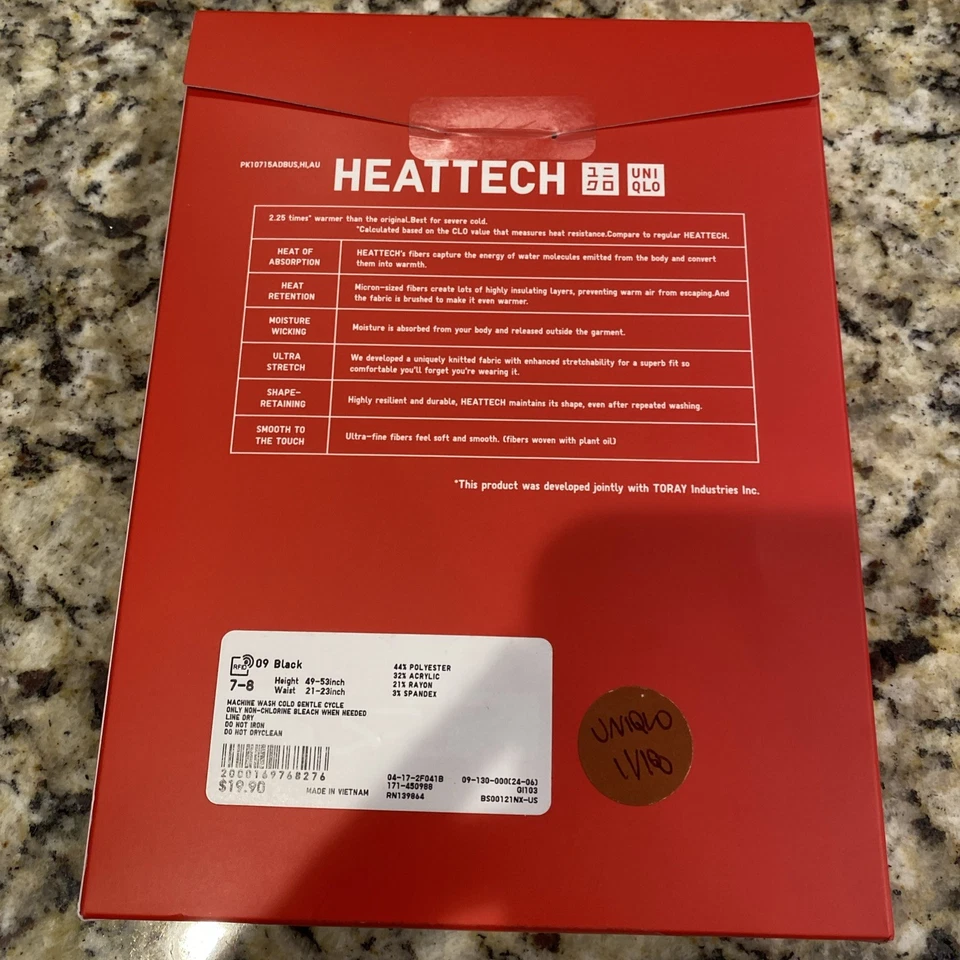 PK10715ADBUS,HI,AU
HEATTECH ユニクロ UNIQLO
2.25 times* warmer than the original.Best for severe cold.
*Calculated based on the CLO value that measures heat resistance.Compare to regular HEATTECH.
HEAT OF ABSORPTION
HEATTECH's fibers capture the energy of water molecules emitted from the body and convert
them into warmth.
HEAT RETENTION
Micron-sized fibers create lots of highly insulating layers, preventing warm air from escaping.And
the fabric is brushed to make it even warmer.
MOISTURE WICKING
Moisture is absorbed from your body and released outside the garment.
ULTRA STRETCH
We developed a uniquely knitted fabric with enhanced stretchability for a superb fit so
comfortable you'll forget you're wearing it.
SHAPE-RETAINING
Highly resilient and durable, HEATTECH maintains its shape, even after repeated washing.
SMOOTH TO THE TOUCH
Ultra-fine fibers feel soft and smooth. (fibers woven with plant oil)
*This product was developed jointly with TORAY Industries Inc.
RFID 09 Black
7-8 Height 49-53inch
Waist 21-23inch
44% POLYESTER
32% ACRYLIC
21% RAYON
3% SPANDEX
MACHINE WASH COLD GENTLE CYCLE
ONLY NON-CHLORINE BLEACH WHEN NEEDED
LINE DRY
DO NOT IRON
DO NOT DRYCLEAN
2000169768276
$19.90
MADE IN VIETNAM
04-17-2F041B
171-450988
RN139864
09-130-000(24-06)
GI103
BS00121NX-US
UNIQLO